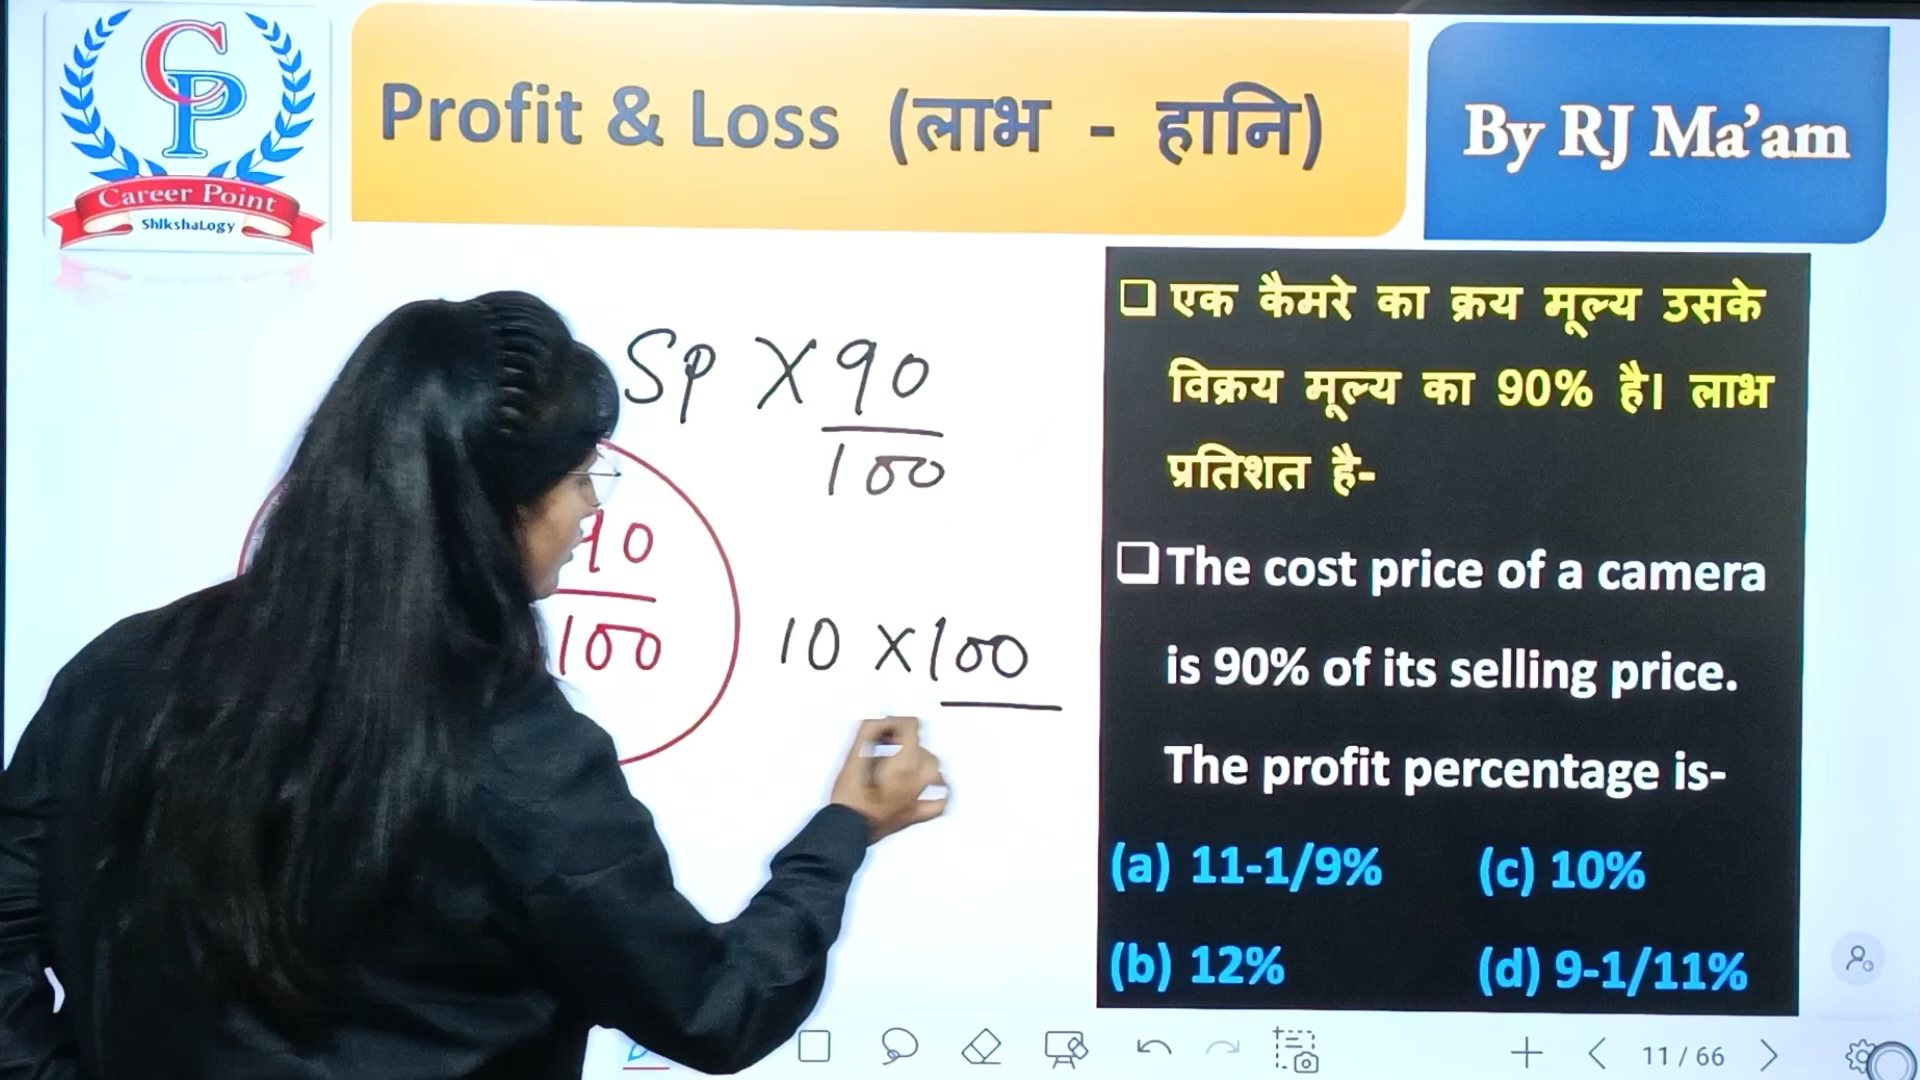 CP
Career Point
ShikshaLogy
Profit & Loss (लाभ - हानि)
By RJ Ma’am
Sp X 90
100
90
100
10 X 100
एक कैमरे का क्रय मूल्य उसके
विक्रय मूल्य का 90% है। लाभ
प्रतिशत है-
The cost price of a camera
is 90% of its selling price.
The profit percentage is-
(a) 11-1/9% (c) 10%
(b) 12% (d) 9-1/11%
11 / 66